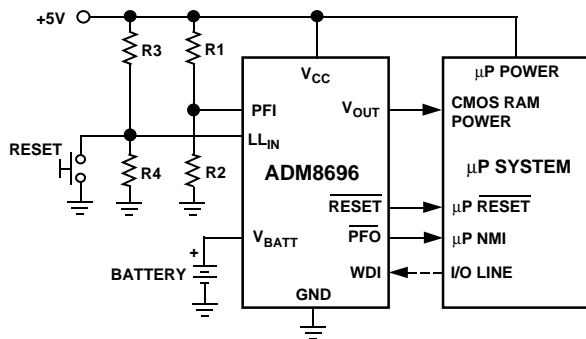 +5V
R3
R1
VCC
PFI
LLIN
RESET
R4
R2
ADM8696
VOUT
RESET
PFO
WDI
VBATT
+
BATTERY
GND
μP POWER
CMOS RAM
POWER
μP SYSTEM
μP RESET
μP NMI
I/O LINE